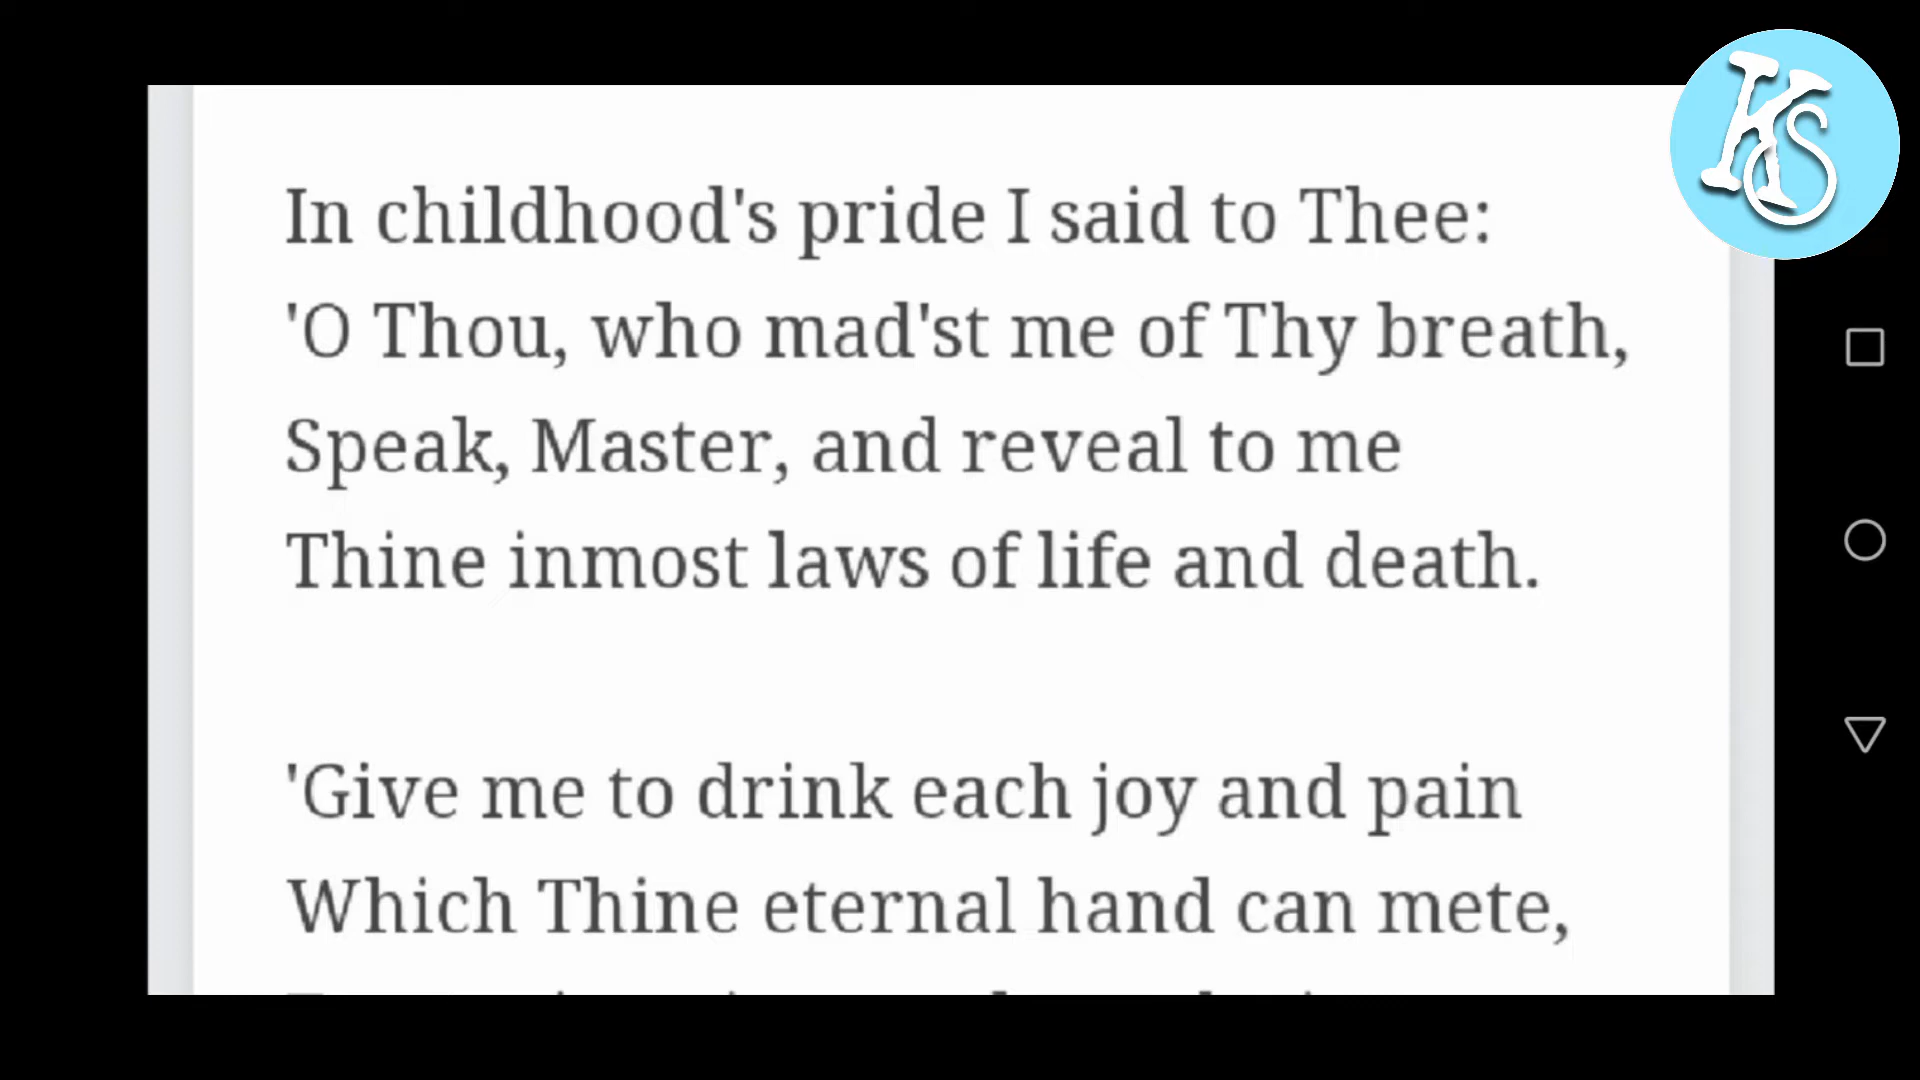 KS
In childhood's pride I said to Thee:
'O Thou, who mad'st me of Thy breath,
Speak, Master, and reveal to me
Thine inmost laws of life and death.
'Give me to drink each joy and pain
Which Thine eternal hand can mete,